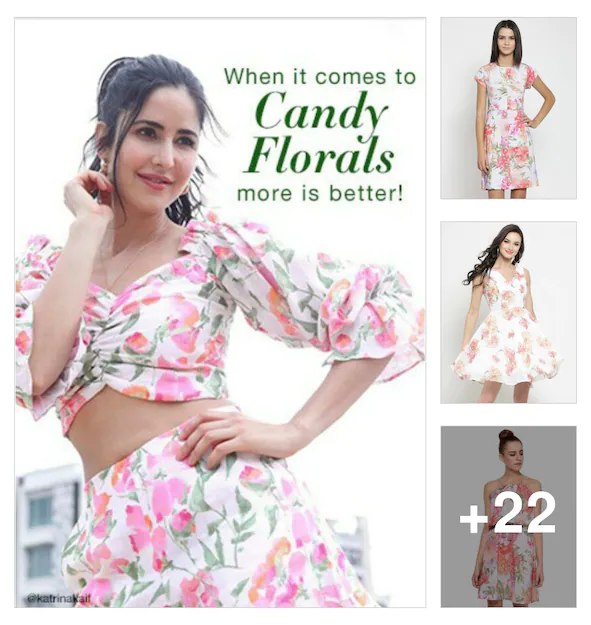 When it comes to
Candy
Florals
more is better!
+22
@katrinakaif